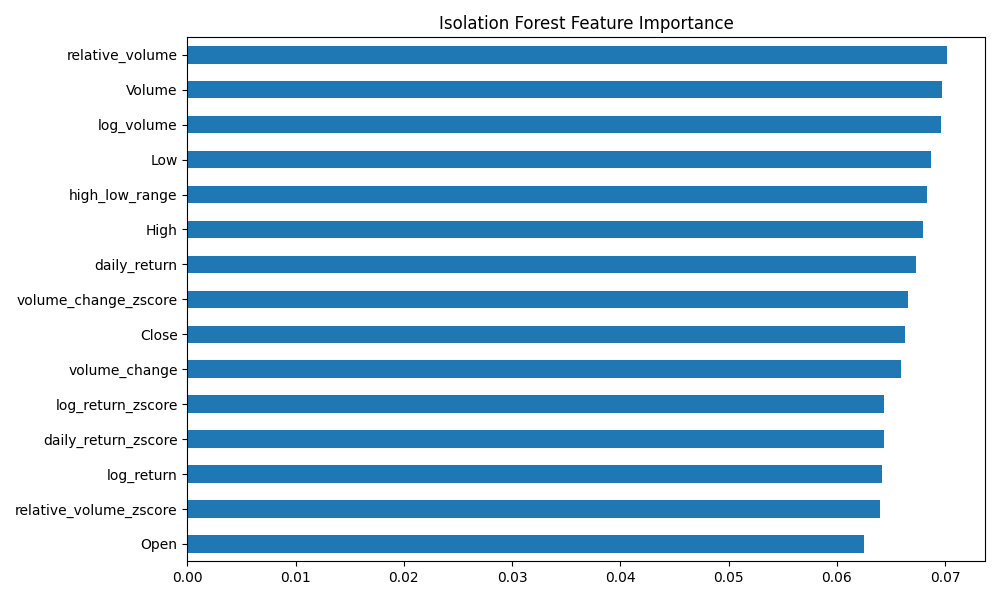 Isolation Forest Feature Importance
relative_volume
Volume
log_volume
Low
high_low_range
High
daily_return
volume_change_zscore
Close
volume_change
log_return_zscore
daily_return_zscore
log_return
relative_volume_zscore
Open
0.00 0.01 0.02 0.03 0.04 0.05 0.06 0.07